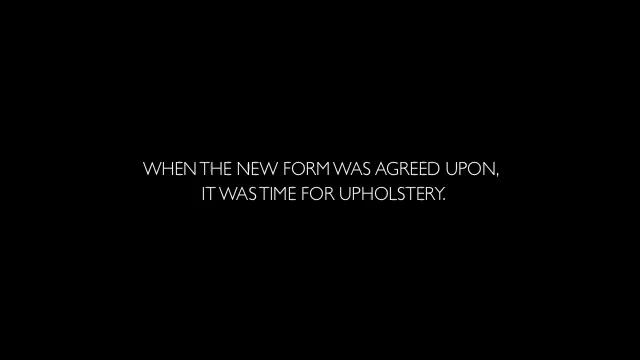 WHEN THE NEW FORM WAS AGREED UPON,
IT WAS TIME FOR UPHOLSTERY.